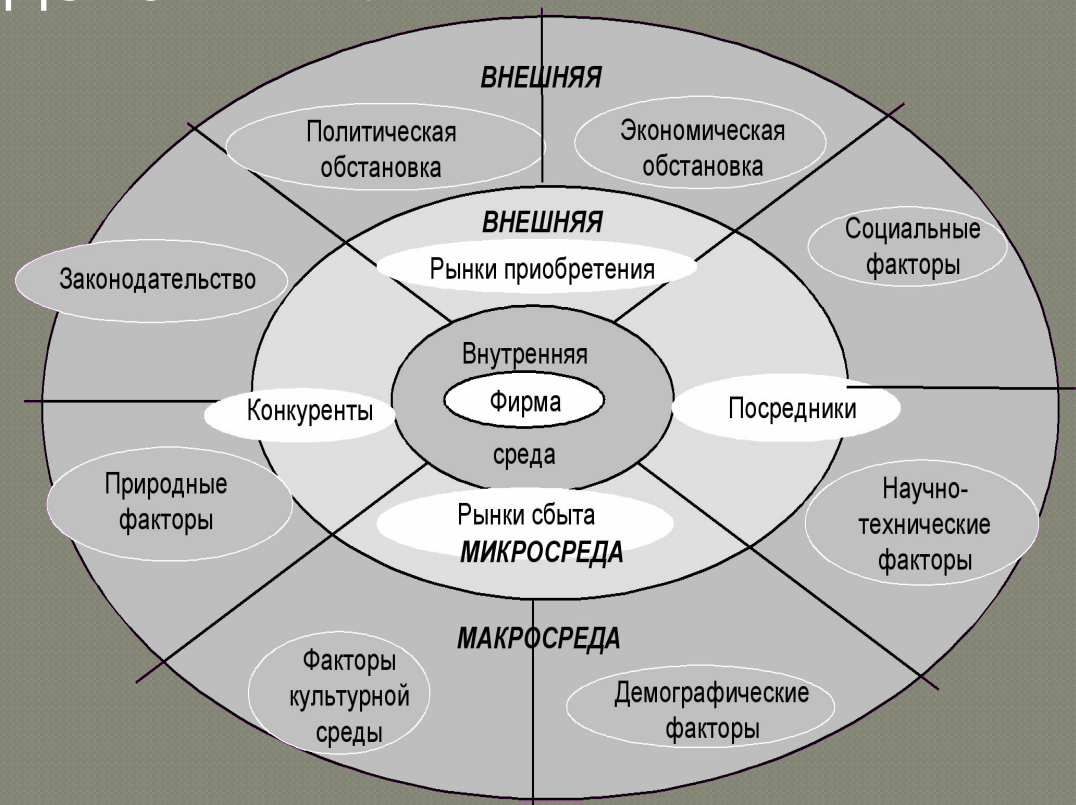 ВНЕШНЯЯ
Политическая
обстановка
Экономическая
обстановка
ВНЕШНЯЯ
Социальные
факторы
Рынки приобретения
Законодательство
Внутренняя
Фирма
среда
Конкуренты
Посредники
Природные
факторы
Рынки сбыта
МИКРОСРЕДА
Научно-
технические
факторы
МАКРОСРЕДА
Факторы
культурной
среды
Демографические
факторы